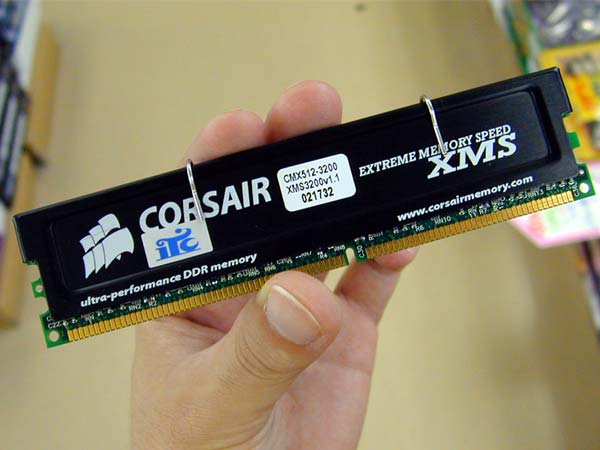 CORSAIR
CMX512-3200
XMS3200v1.1
021732
EXTREME MEMORY SPEED
XMS
www.corsairmemory.com
itc
ultra-performance DDR memory